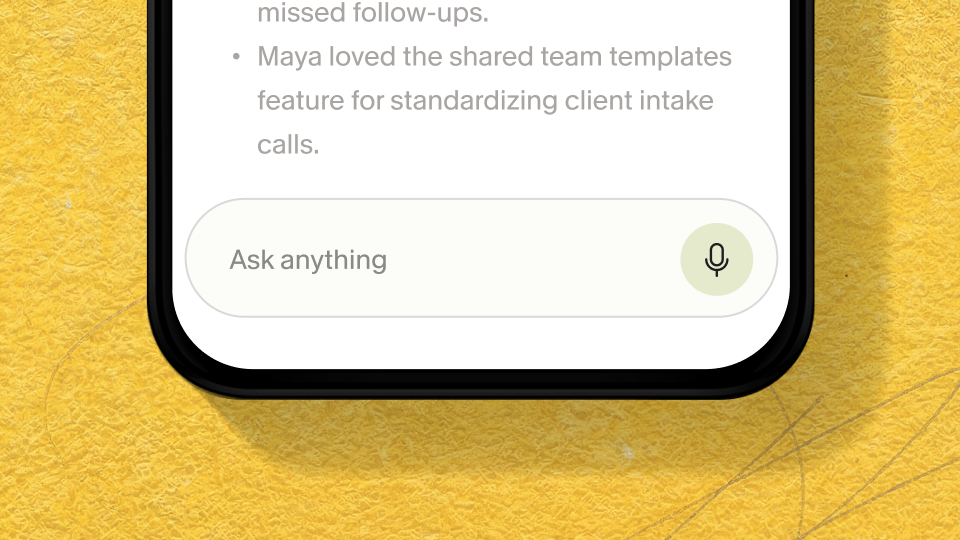 missed follow-ups.
• Maya loved the shared team templates
feature for standardizing client intake
calls.
Ask anything